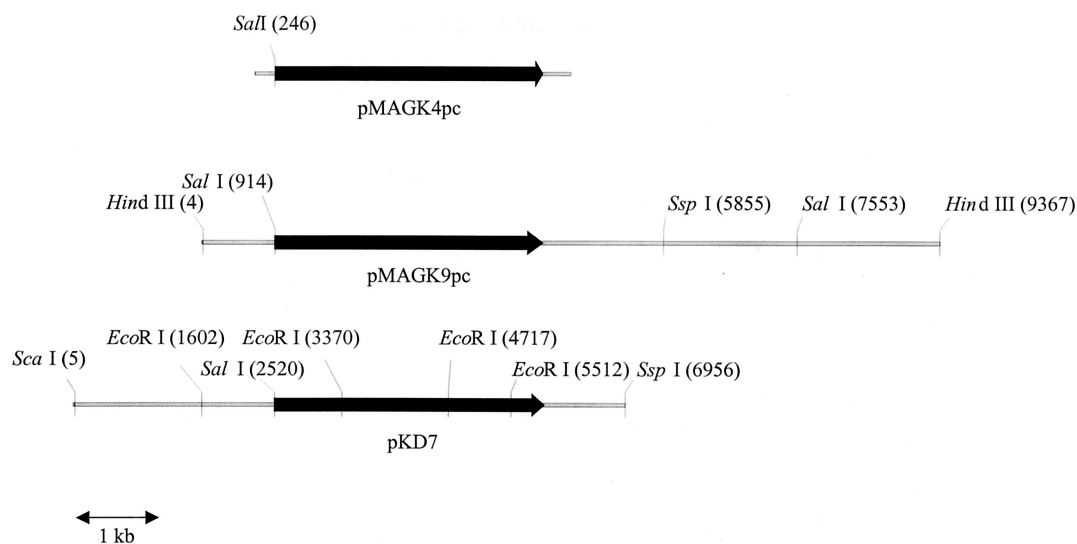 SalI (246)
pMAGK4pc
Sal I (914)
Hind III (4)
Ssp I (5855)
Sal I (7553)
Hind III (9367)
pMAGK9pc
EcoR I (1602)
EcoR I (3370)
EcoR I (4717)
Sca I (5)
Sal I (2520)
EcoR I (5512)
Ssp I (6956)
pKD7
1 kb